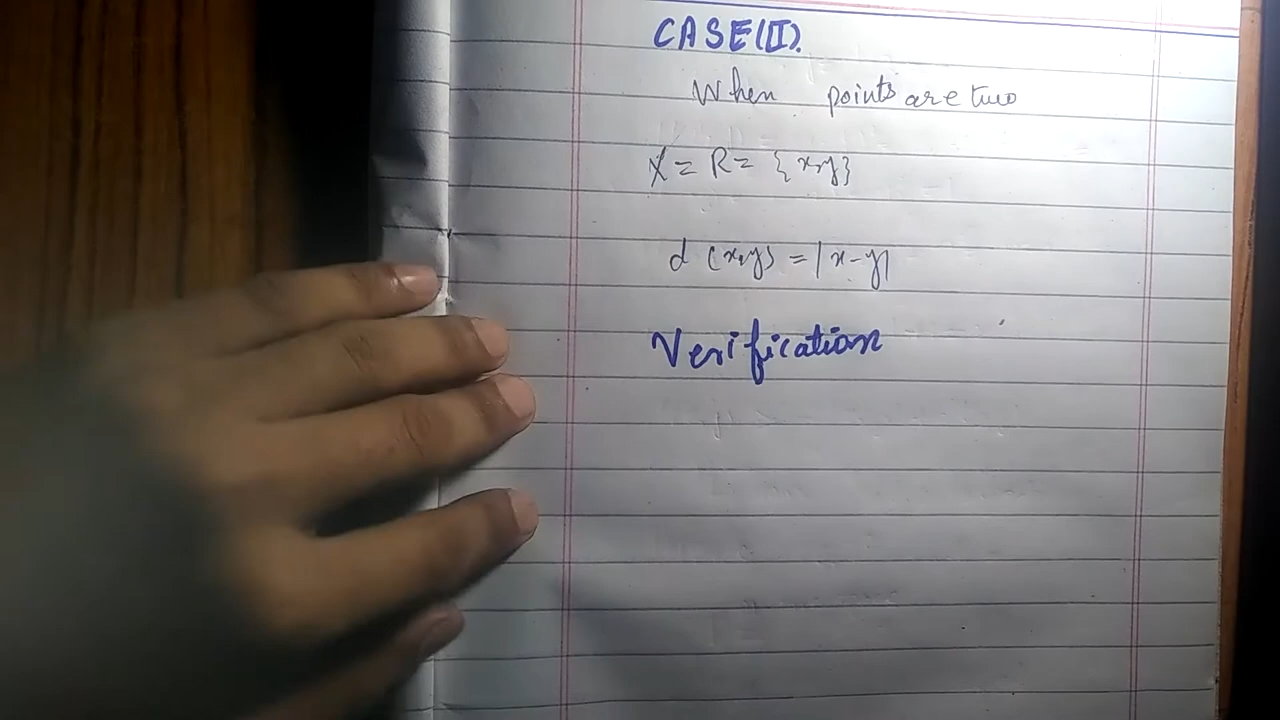 CASE(II).
When points are two
X = R = {x,y}
d (x,y) = |x-y|
Verification